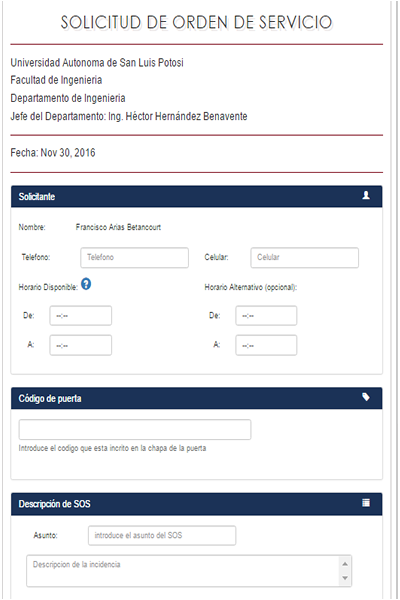 SOLICITUD DE ORDEN DE SERVICIO
Universidad Autonoma de San Luis Potosi
Facultad de Ingenieria
Departamento de Ingenieria
Jefe del Departamento: Ing. Héctor Hernández Benavente
Fecha: Nov 30, 2016
Solicitante
Nombre: Francisco Arias Betancourt
Telefono: Telefono Celular: Celular
Horario Disponible: ? Horario Alternativo (opcional):
De: --:-- De: --:--
A: --:-- A: --:--
Código de puerta
Introduce el codigo que esta incrito en la chapa de la puerta
Descripción de SOS
Asunto: introduce el asunto del SOS
Descripcion de la incidencia